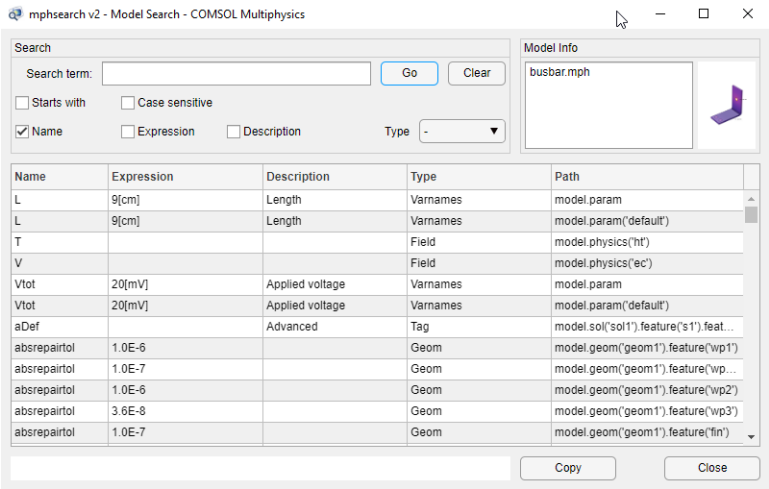 mphsearch v2 - Model Search - COMSOL Multiphysics
Search
Model Info
Search term:
Go
Clear
busbar.mph
Starts with
Case sensitive
Name
Expression
Description
Type
-
Name Expression Description Type Path
L 9[cm] Length Varnames model.param
L 9[cm] Length Varnames model.param('default')
T Field model.physics('ht')
V Field model.physics('ec')
Vtot 20[mV] Applied voltage Varnames model.param
Vtot 20[mV] Applied voltage Varnames model.param('default')
aDef Advanced Tag model.sol('sol1').feature('s1').feat...
absrepairtol 1.0E-6 Geom model.geom('geom1').feature('wp1')
absrepairtol 1.0E-7 Geom model.geom('geom1').feature('wp...
absrepairtol 1.0E-6 Geom model.geom('geom1').feature('wp2')
absrepairtol 3.6E-8 Geom model.geom('geom1').feature('wp3')
absrepairtol 1.0E-7 Geom model.geom('geom1').feature('fin')
Copy
Close